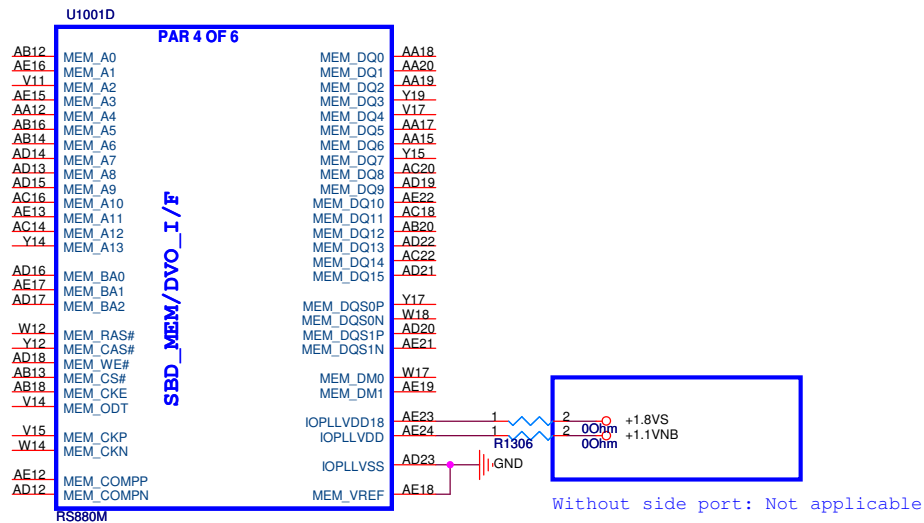 U1001D
PAR 4 OF 6
AB12 MEM_A0 MEM_DQ0 AA18
AE16 MEM_A1 MEM_DQ1 AA20
V11 MEM_A2 MEM_DQ2 AA19
AE15 MEM_A3 MEM_DQ3 Y19
AA12 MEM_A4 MEM_DQ4 V17
AB16 MEM_A5 MEM_DQ5 AA17
AB14 MEM_A6 MEM_DQ6 AA15
AD14 MEM_A7 MEM_DQ7 Y15
AD13 MEM_A8 MEM_DQ8 AC20
AD15 MEM_A9 MEM_DQ9 AD19
AC16 MEM_A10 MEM_DQ10 AE22
AE13 MEM_A11 MEM_DQ11 AC18
AC14 MEM_A12 MEM_DQ12 AB20
Y14 MEM_A13 MEM_DQ13 AD22
MEM_DQ14 AC22
AD16 MEM_BA0 MEM_DQ15 AD21
AE17 MEM_BA1
AD17 MEM_BA2 MEM_DQS0P Y17
MEM_DQS0N W18
W12 MEM_RAS# MEM_DQS1P AD20
Y12 MEM_CAS# MEM_DQS1N AE21
AD18 MEM_WE#
AB13 MEM_CS# MEM_DM0 W17
AB18 MEM_CKE MEM_DM1 AE19
V14 MEM_ODT
IOPLLVDD18 AE23 1 2 0Ohm +1.8VS
V15 MEM_CKP IOPLLVDD AE24 1 R1306 2 0Ohm +1.1VNB
W14 MEM_CKN
IOPLLVSS AD23 GND
AE12 MEM_COMPP
AD12 MEM_COMPN MEM_VREF AE18
SBD_MEM/DVO_I/F
RS880M
Without side port: Not applicable